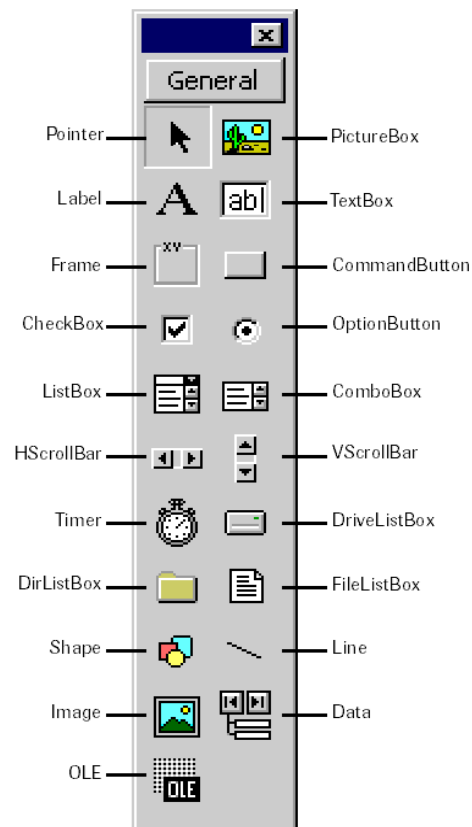 General
Pointer PictureBox
Label A ab TextBox
Frame XY CommandButton
CheckBox OptionButton
ListBox ComboBox
HScrollBar VScrollBar
Timer DriveListBox
DirListBox FileListBox
Shape Line
Image Data
OLE OLE